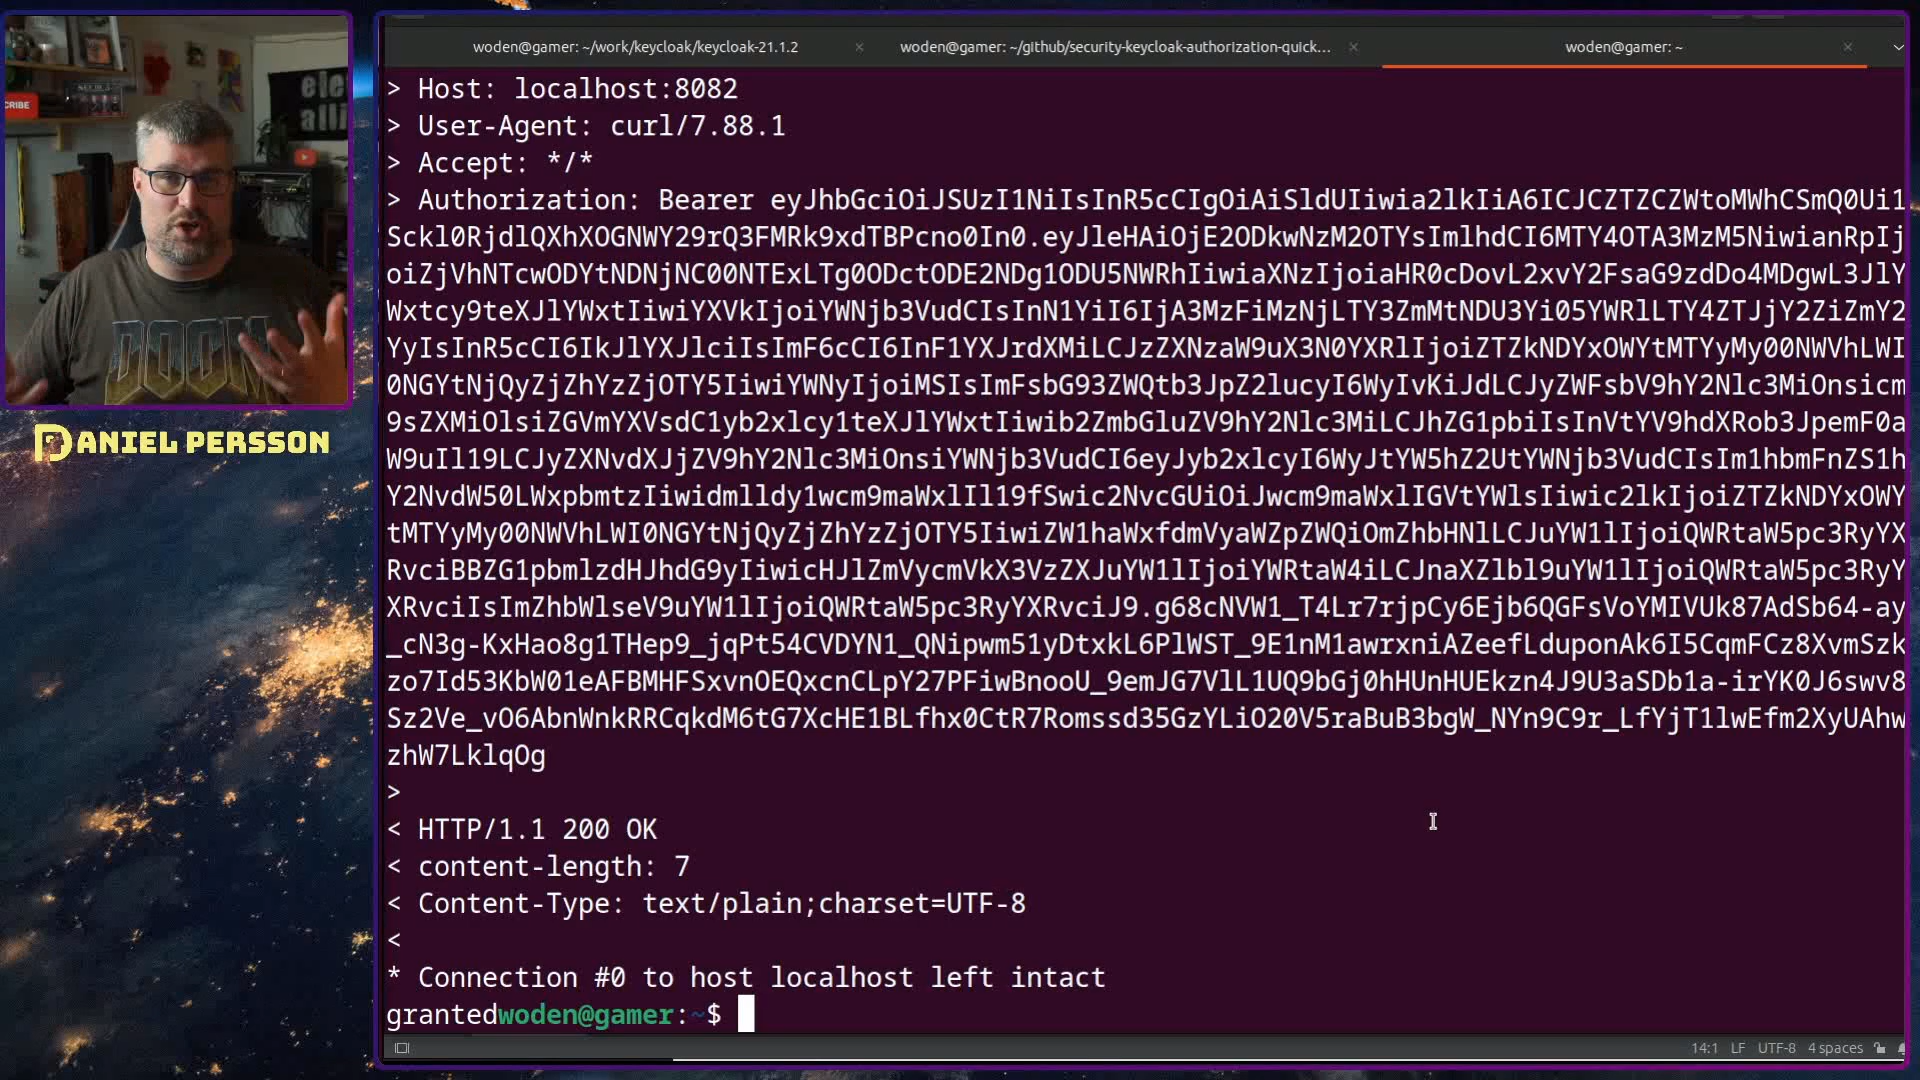 woden@gamer: ~/work/keycloak/keycloak-21.1.2 × woden@gamer: ~/github/security-keycloak-authorization-quick... × woden@gamer: ~ ×
> Host: localhost:8082
> User-Agent: curl/7.88.1
> Accept: */*
> Authorization: Bearer eyJhbGciOiJSUzI1NiIsInR5cCIgOiAiSldUIiwia2lkIiA6ICJCZTZCZWtoMWhCSmQ0Ui1
Sckl0RjdlQXhXOGNWY29rQ3FMRk9xdTBPcno0In0.eyJleHAiOjE2ODkwNzM2OTYsImlhdCI6MTY4OTA3MzM5NiwianRpIj
oiZjVhNTcwODYtNDNjNC00NTExLTg0ODctODE2NDg1ODU5NWRhIiwiaXNzIjoiaHR0cDovL2xvY2FsaG9zdDo4MDgwL3JlY
Wxtcy9teXJlYWxtIiwiYXVkIjoiYWNjb3VudCIsInN1YiI6IjA3MzFiMzNjLTY3ZmMtNDU3Yi05YWRlLTY4ZTJjY2ZiZmY2
YyIsInR5cCI6IkJlYXJlciIsImF6cCI6InF1YXJrdXMiLCJzZXNzaW9uX3N0YXRlIjoiZTZkNDYxOWYtMTYyMy00NWVhLWI
0NGYtNjQyZjZhYzZjOTY5IiwiYWNyIjoiMSIsImFsbG93ZWQtb3JpZ2lucyI6WyIvKiJdLCJyZWFsbV9hY2Nlc3MiOnsicm
9sZXMiOlsiZGVmYXVsdC1yb2xlcy1teXJlYWxtIiwib2ZmbGluZV9hY2Nlc3MiLCJhZG1pbiIsInVtYV9hdXRob3JpemF0a
W9uIl19LCJyZXNvdXJjZV9hY2Nlc3MiOnsiYWNjb3VudCI6eyJyb2xlcyI6WyJtYW5hZ2UtYWNjb3VudCIsIm1hbmFnZS1h
Y2NvdW50LWxpbmtzIiwidmlldy1wcm9maWxlIl19fSwic2NvcGUiOiJwcm9maWxlIGVtYWlsIiwic2lkIjoiZTZkNDYxOWY
tMTYyMy00NWVhLWI0NGYtNjQyZjZhYzZjOTY5IiwiZW1haWxfdmVyaWZpZWQiOmZhbHNlLCJuYW1lIjoiQWRtaW5pc3RyYX
RvciBBZG1pbmlzdHJhdG9yIiwicHJlZmVycmVkX3VzZXJuYW1lIjoiYWRtaW4iLCJnaXZlbl9uYW1lIjoiQWRtaW5pc3RyY
XRvciIsImZhbWlseV9uYW1lIjoiQWRtaW5pc3RyYXRvciJ9.g68cNVW1_T4Lr7rjpCy6Ejb6QGFsVoYMIVUk87AdSb64-ay
_cN3g-KxHao8g1THep9_jqPt54CVDYN1_QNipwm51yDtxkL6PlWST_9E1nM1awrxniAZeefLduponAk6I5CqmFCz8XvmSzk
zo7Id53KbW01eAFBMHFSxvnOEQxcnCLpY27PFiwBnooU_9emJG7VlL1UQ9bGj0hHUnHUEkzn4J9U3aSDb1a-irYK0J6swv8
Sz2Ve_vO6AbnWnkRRCqkdM6tG7XcHE1BLfhx0CtR7Romssd35GzYLiO20V5raBuB3bgW_NYn9C9r_LfYjT1lwEfm2XyUAhw
zhW7LklqOg
>
< HTTP/1.1 200 OK
< content-length: 7
< Content-Type: text/plain;charset=UTF-8
<
* Connection #0 to host localhost left intact
grantedwoden@gamer:~$
14:1 LF UTF-8 4 spaces
DANIEL PERSSON
DOOM
CRIBE